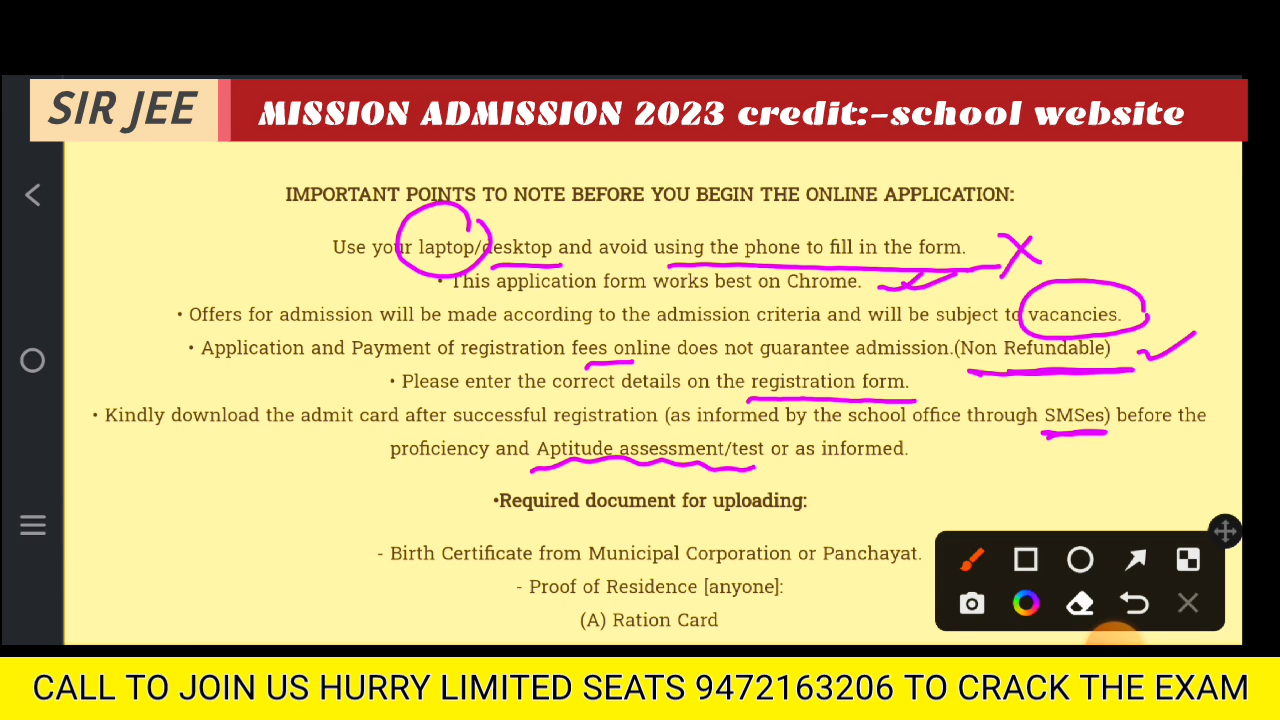 SIR JEE
MISSION ADMISSION 2023 credit:-school website
IMPORTANT POINTS TO NOTE BEFORE YOU BEGIN THE ONLINE APPLICATION:
Use your laptop/desktop and avoid using the phone to fill in the form.
• This application form works best on Chrome.
• Offers for admission will be made according to the admission criteria and will be subject to vacancies.
• Application and Payment of registration fees online does not guarantee admission.(Non Refundable)
• Please enter the correct details on the registration form.
• Kindly download the admit card after successful registration (as informed by the school office through SMSes) before the
proficiency and Aptitude assessment/test or as informed.
•Required document for uploading:
- Birth Certificate from Municipal Corporation or Panchayat.
- Proof of Residence [anyone]:
(A) Ration Card
CALL TO JOIN US HURRY LIMITED SEATS 9472163206 TO CRACK THE EXAM